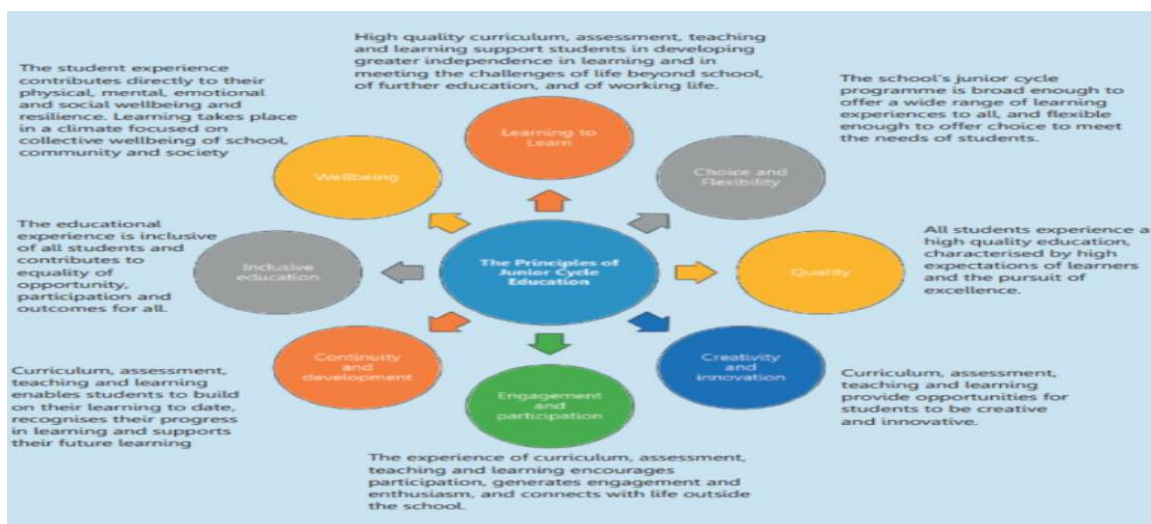 High quality curriculum, assessment, teaching
and learning support students in developing
greater independence in learning and in
meeting the challenges of life beyond school,
of further education, and of working life.
The student experience
contributes directly to their
physical, mental, emotional
and social wellbeing and
resilience. Learning takes place
in a climate focused on
collective wellbeing of school,
community and society
The school's junior cycle
programme is broad enough to
offer a wide range of learning
experiences to all, and flexible
enough to offer choice to meet
the needs of students.
Learning to
Learn
Wellbeing
Choice and
Flexibility
The educational
experience is inclusive
of all students and
contributes to
equality of
opportunity,
participation and
outcomes for all.
Inclusive
education
The Principles of
Junior Cycle
Education
Quality
All students experience a
high quality education,
characterised by high
expectations of learners
and the pursuit of
excellence.
Continuity
and
development
Engagement
and
participation
Creativity
and
innovation
Curriculum, assessment,
teaching and learning
enables students to build
on their learning to date,
recognises their progress
in learning and supports
their future learning
Curriculum, assessment,
teaching and learning
provide opportunities for
students to be creative
and innovative.
The experience of curriculum, assessment,
teaching and learning encourages
participation, generates engagement and
enthusiasm, and connects with life outside
the school.